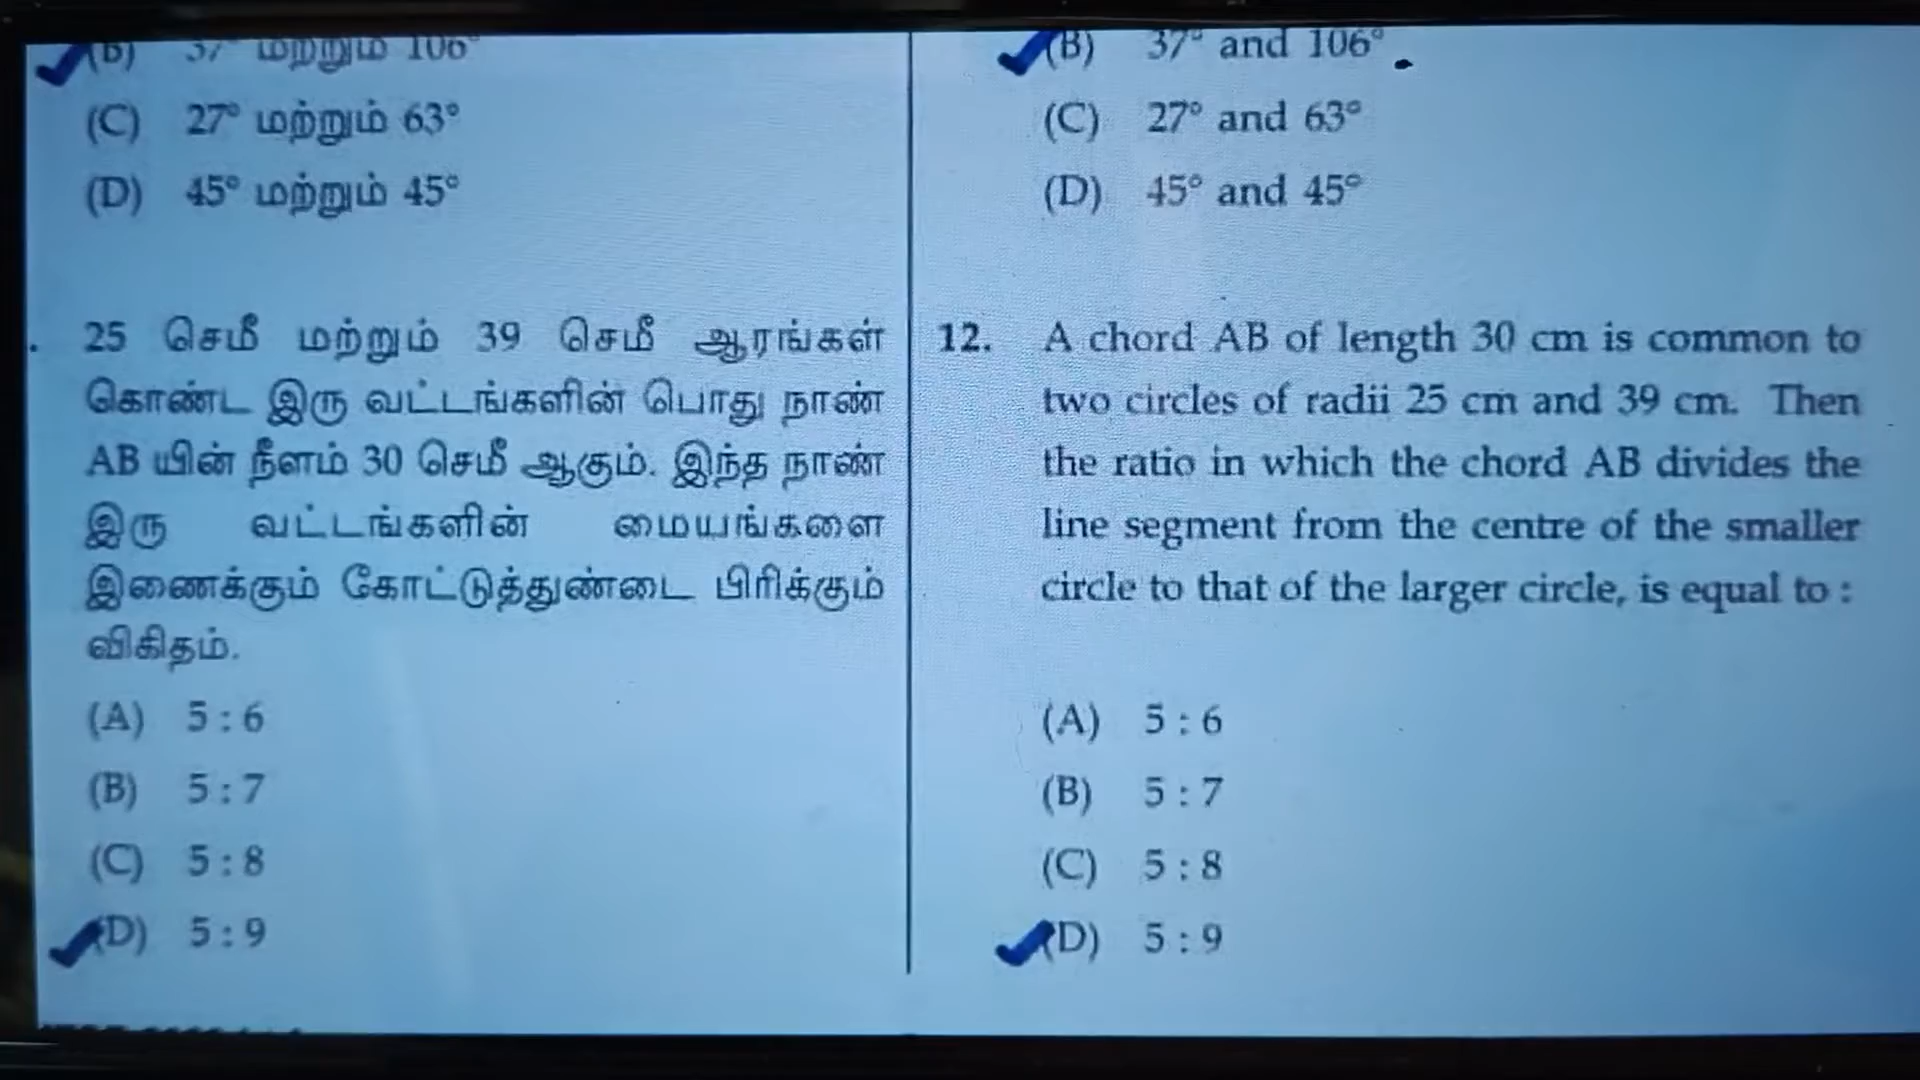 (B) 37° மற்றும் 106°
(C) 27° மற்றும் 63°
(D) 45° மற்றும் 45°
. 25 செமீ மற்றும் 39 செமீ ஆரங்கள்
கொண்ட இரு வட்டங்களின் பொது நாண்
AB யின் நீளம் 30 செமீ ஆகும். இந்த நாண்
இரு வட்டங்களின் மையங்களை
இணைக்கும் கோட்டுத்துண்டை பிரிக்கும்
விகிதம்.
(A) 5 : 6
(B) 5 : 7
(C) 5 : 8
(D) 5 : 9
(B) 37° and 106°
(C) 27° and 63°
(D) 45° and 45°
12. A chord AB of length 30 cm is common to
two circles of radii 25 cm and 39 cm. Then
the ratio in which the chord AB divides the
line segment from the centre of the smaller
circle to that of the larger circle, is equal to :
(A) 5 : 6
(B) 5 : 7
(C) 5 : 8
(D) 5 : 9